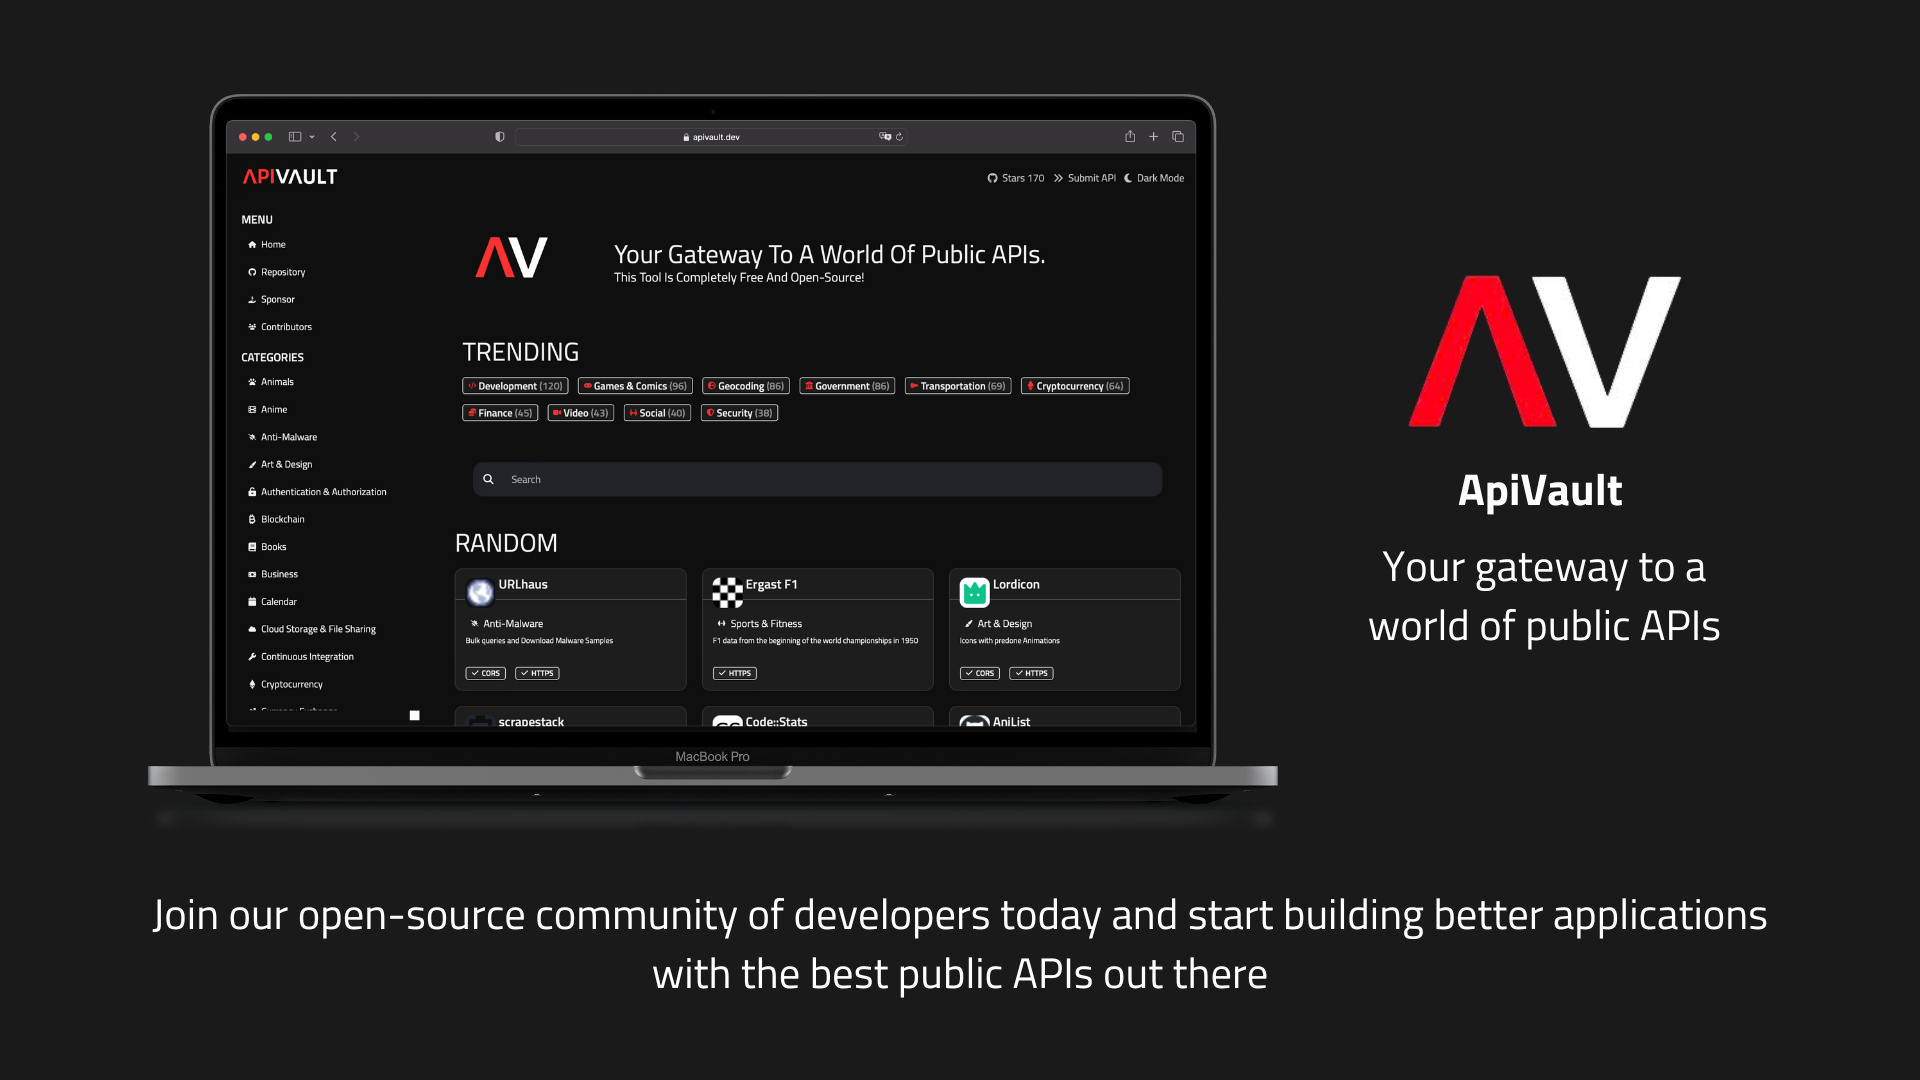 apivault.dev
APIVAULT
Stars 170
Submit API
Dark Mode
MENU
Home
Repository
Sponsor
Contributors
CATEGORIES
Animals
Anime
Anti-Malware
Art & Design
Authentication & Authorization
Blockchain
Books
Business
Calendar
Cloud Storage & File Sharing
Continuous Integration
Cryptocurrency
AV
Your Gateway To A World Of Public APIs.
This Tool Is Completely Free And Open-Source!
TRENDING
Development (120)
Games & Comics (96)
Geocoding (86)
Government (86)
Transportation (69)
Cryptocurrency (64)
Finance (45)
Video (43)
Social (40)
Security (38)
Search
RANDOM
URLhaus
Anti-Malware
Bulk queries and Download Malware Samples
CORS
HTTPS
Ergast F1
Sports & Fitness
F1 data from the beginning of the world championships in 1950
HTTPS
Lordicon
Art & Design
Icons with predone Animations
CORS
HTTPS
scrapestack
Code::Stats
AniList
MacBook Pro
AV
ApiVault
Your gateway to a
world of public APIs
Join our open-source community of developers today and start building better applications
with the best public APIs out there